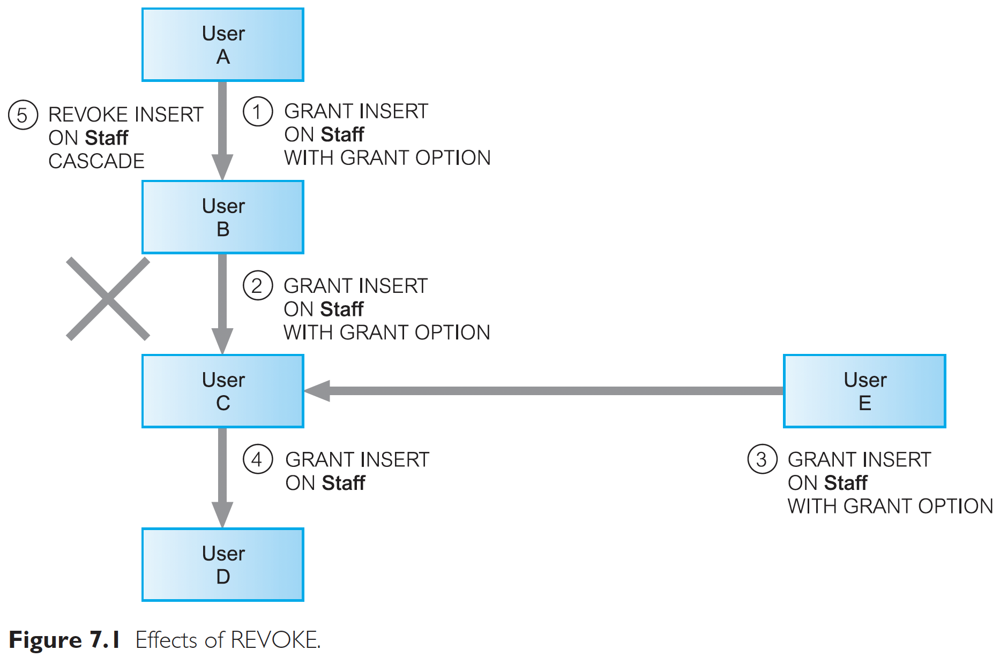 User
A
5 REVOKE INSERT
ON Staff
CASCADE
1 GRANT INSERT
ON Staff
WITH GRANT OPTION
User
B
2 GRANT INSERT
ON Staff
WITH GRANT OPTION
User
C
User
E
4 GRANT INSERT
ON Staff
3 GRANT INSERT
ON Staff
WITH GRANT OPTION
User
D
Figure 7.1 Effects of REVOKE.